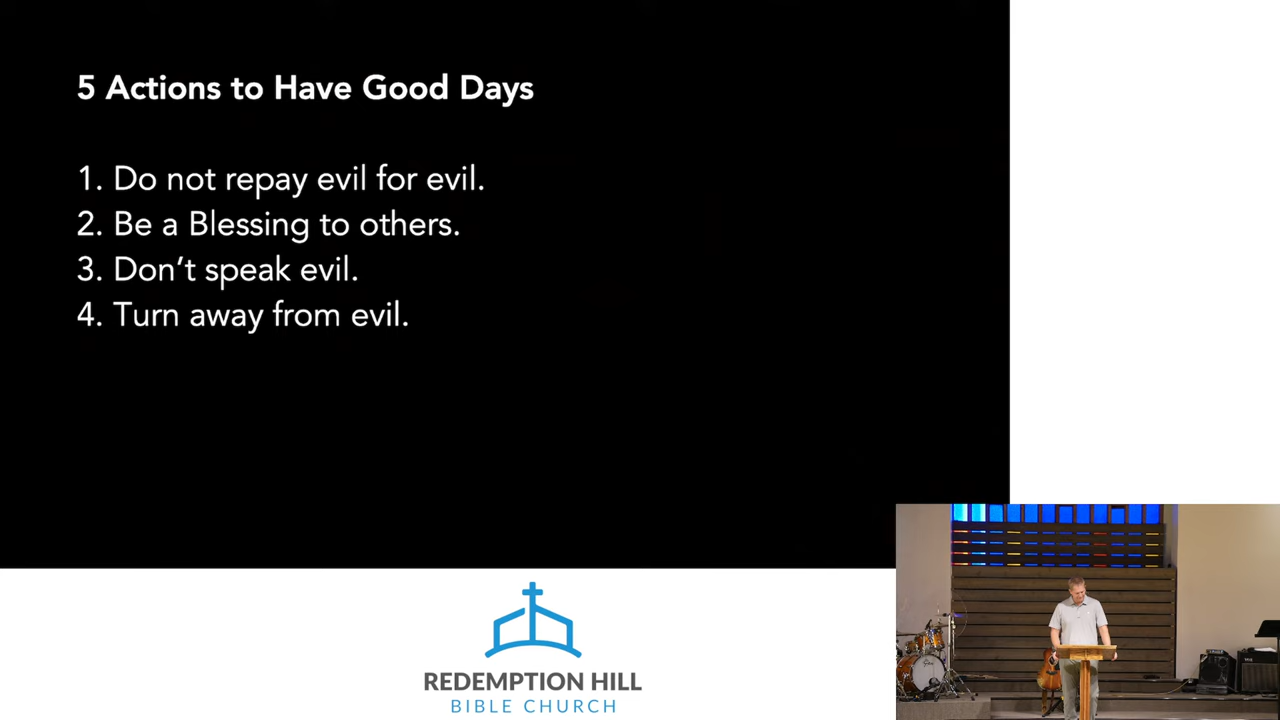 5 Actions to Have Good Days
1. Do not repay evil for evil.
2. Be a Blessing to others.
3. Don't speak evil.
4. Turn away from evil.
REDEMPTION HILL
BIBLE CHURCH